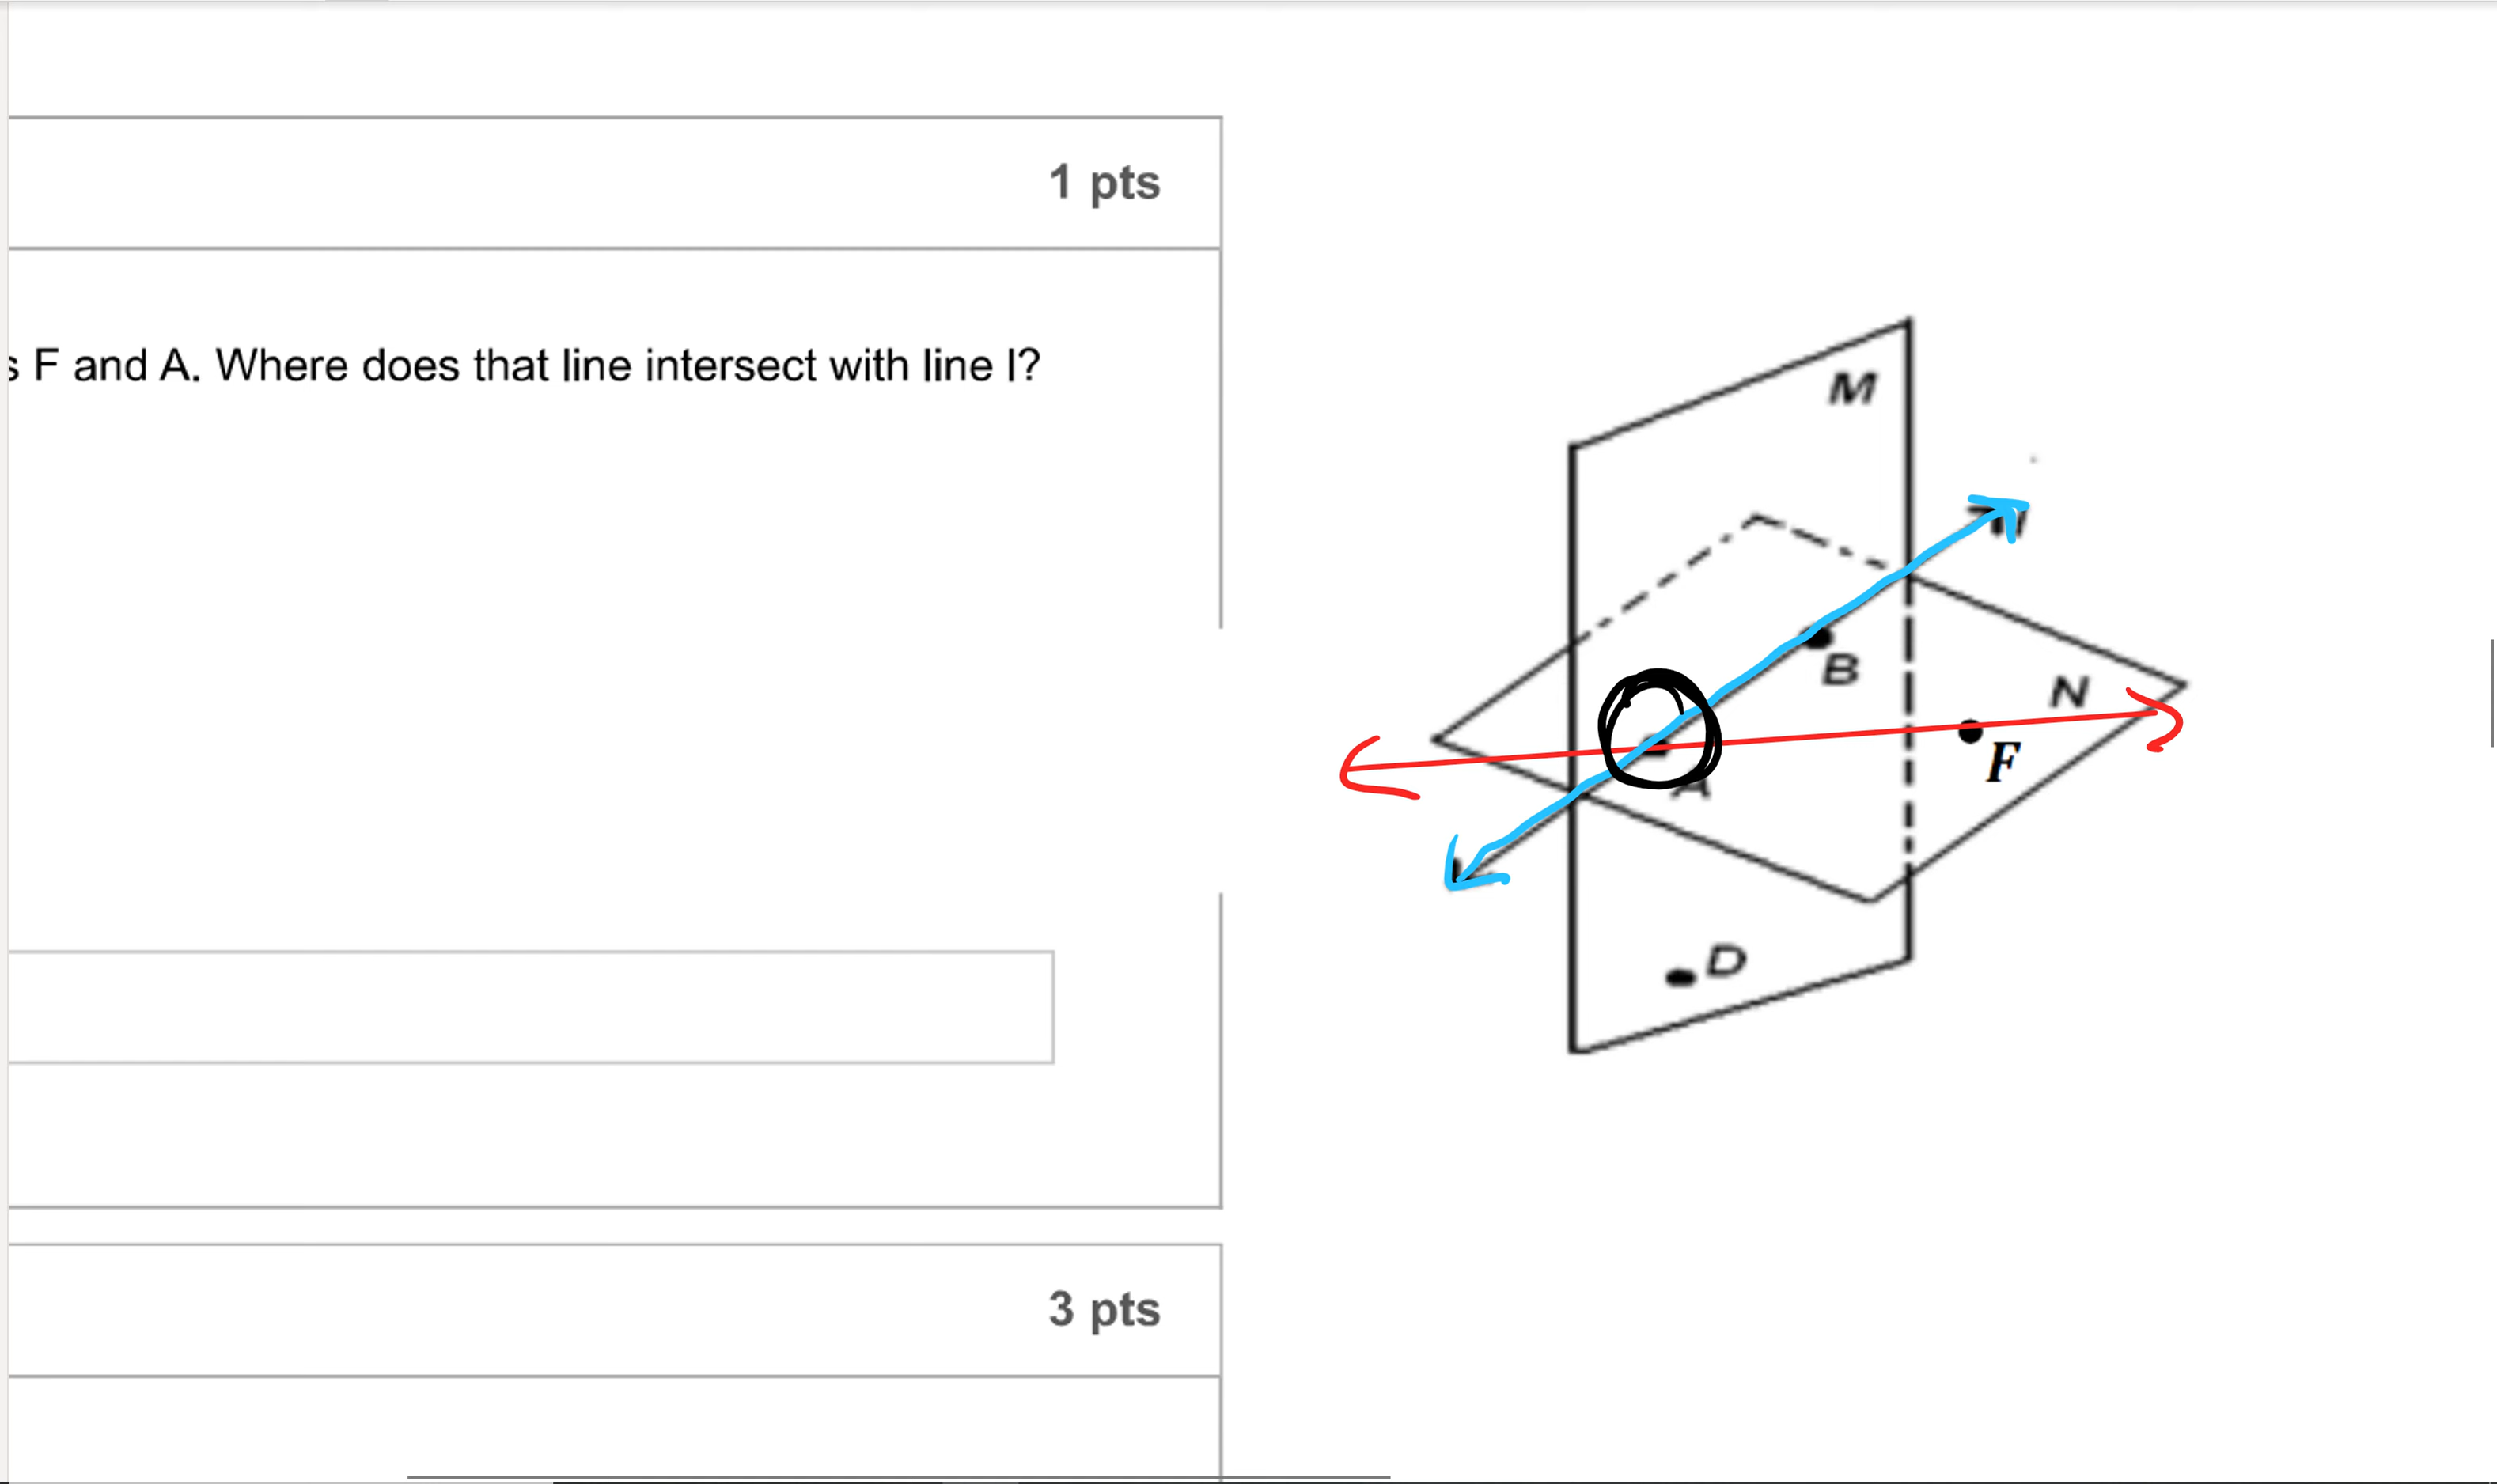 1 pts
s F and A. Where does that line intersect with line l?
M
B
N
A
F
D
3 pts